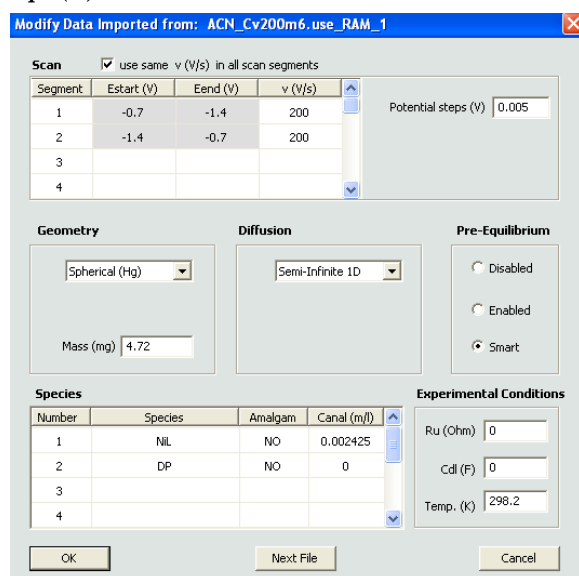 Modify Data Imported from: ACN_Cv200m6.use_RAM_1
Scan use same v (V/s) in all scan segments
Segment Estart (V) Eend (V) v (V/s)
1 -0.7 -1.4 200
2 -1.4 -0.7 200
3
4
Potential steps (V) 0.005
Geometry
Spherical (Hg)
Mass (mg) 4.72
Diffusion
Semi-Infinite 1D
Pre-Equilibrium
Disabled
Enabled
Smart
Species
Number Species Amalgam Canal (m/l)
1 NiL NO 0.002425
2 DP NO 0
3
4
Experimental Conditions
Ru (Ohm) 0
Cdl (F) 0
Temp. (K) 298.2
OK Next File Cancel